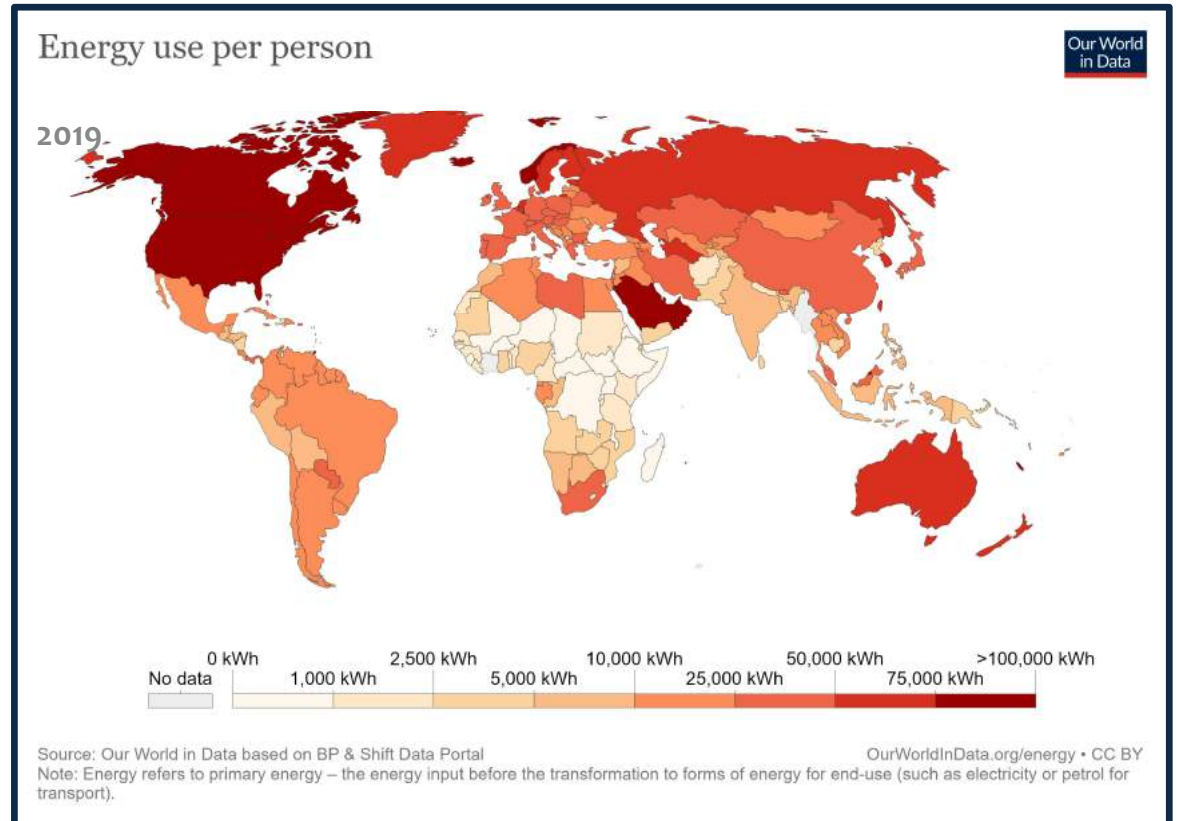 Energy use per person
Our World
in Data
2019
0 kWh 2,500 kWh 10,000 kWh 50,000 kWh >100,000 kWh
No data 1,000 kWh 5,000 kWh 25,000 kWh 75,000 kWh
Source: Our World in Data based on BP & Shift Data Portal OurWorldInData.org/energy • CC BY
Note: Energy refers to primary energy – the energy input before the transformation to forms of energy for end-use (such as electricity or petrol for
transport).